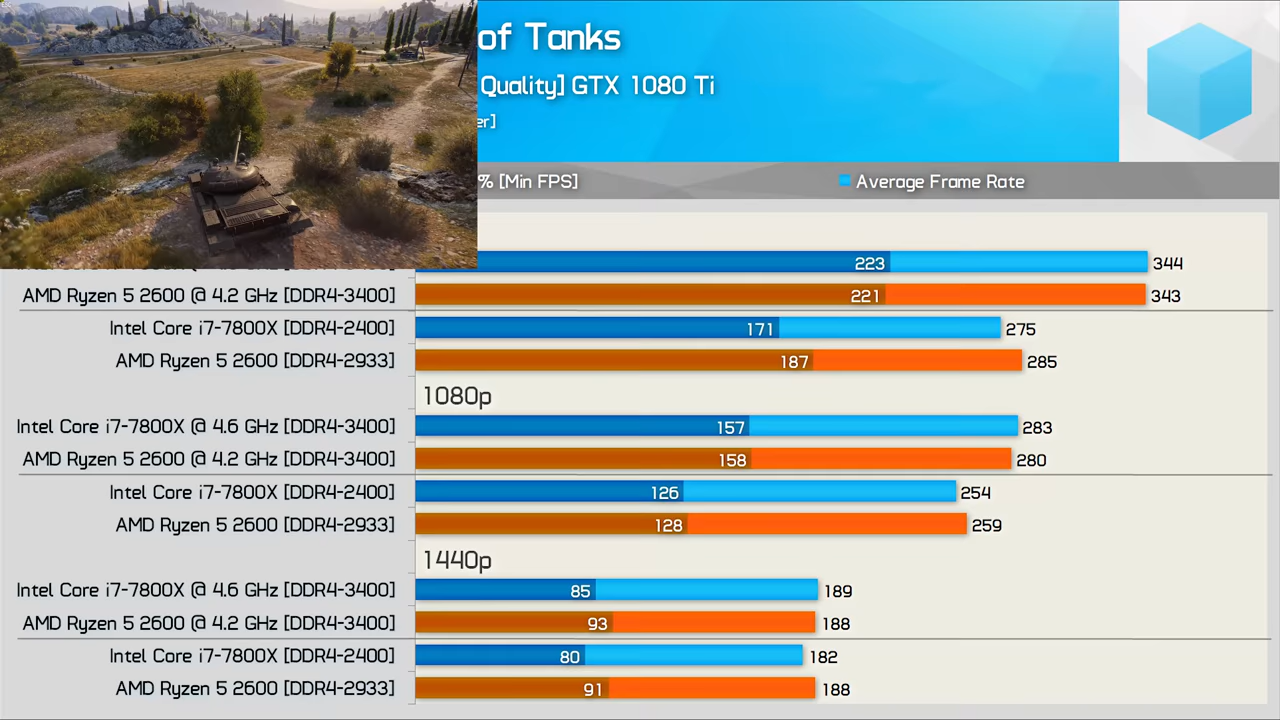 of Tanks
Quality] GTX 1080 Ti
er]
% [Min FPS]
Average Frame Rate
223 344
AMD Ryzen 5 2600 @ 4.2 GHz [DDR4-3400] 221 343
Intel Core i7-7800X [DDR4-2400] 171 275
AMD Ryzen 5 2600 [DDR4-2933] 187 285
1080p
Intel Core i7-7800X @ 4.6 GHz [DDR4-3400] 157 283
AMD Ryzen 5 2600 @ 4.2 GHz [DDR4-3400] 158 280
Intel Core i7-7800X [DDR4-2400] 126 254
AMD Ryzen 5 2600 [DDR4-2933] 128 259
1440p
Intel Core i7-7800X @ 4.6 GHz [DDR4-3400] 85 189
AMD Ryzen 5 2600 @ 4.2 GHz [DDR4-3400] 93 188
Intel Core i7-7800X [DDR4-2400] 80 182
AMD Ryzen 5 2600 [DDR4-2933] 91 188